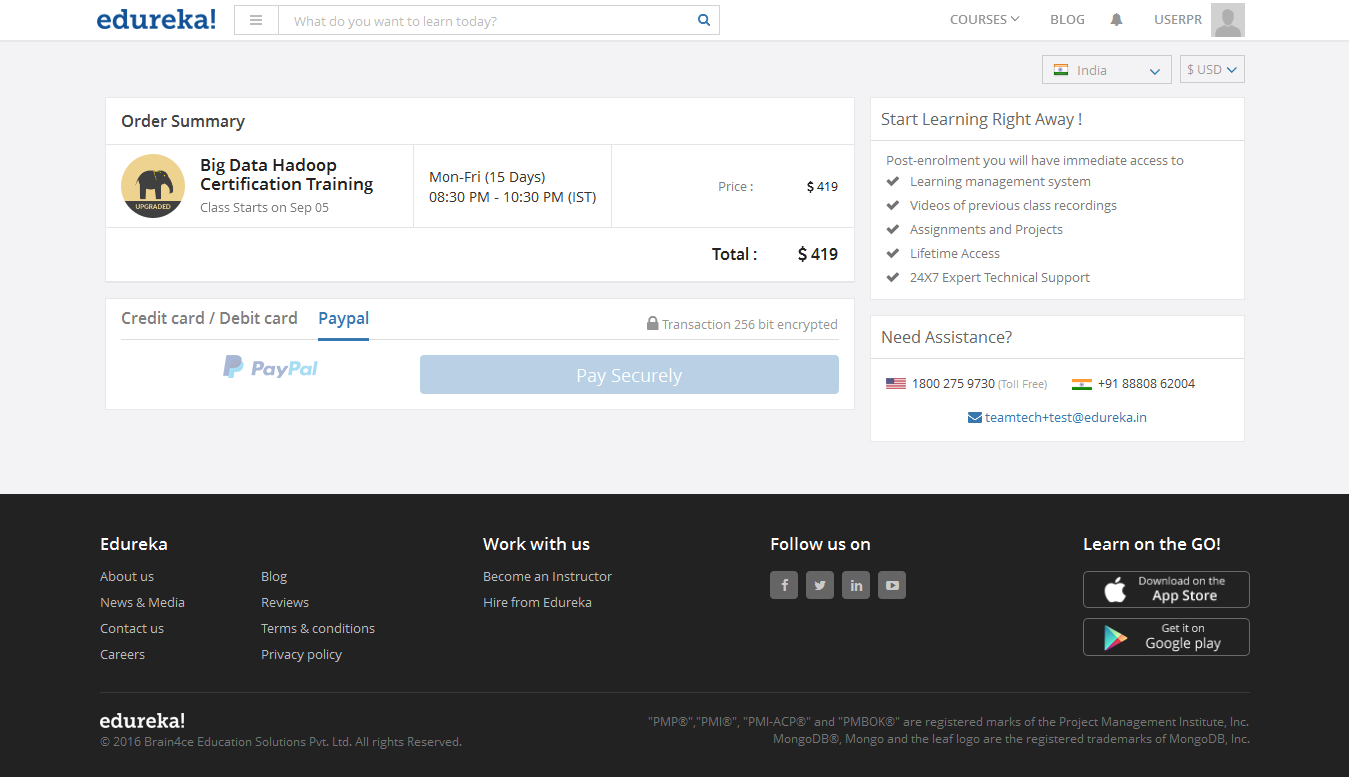 edureka!
What do you want to learn today?
COURSES
BLOG
USERPR
India
$ USD
Order Summary
UPGRADED
Big Data Hadoop
Certification Training
Class Starts on Sep 05
Mon-Fri (15 Days)
08:30 PM - 10:30 PM (IST)
Price :
$ 419
Total :
$ 419
Credit card / Debit card
Paypal
Transaction 256 bit encrypted
PayPal
Pay Securely
Start Learning Right Away !
Post-enrolment you will have immediate access to
Learning management system
Videos of previous class recordings
Assignments and Projects
Lifetime Access
24X7 Expert Technical Support
Need Assistance?
1800 275 9730 (Toll Free)
+91 88808 62004
teamtech+test@edureka.in
Edureka
About us
News & Media
Contact us
Careers
Blog
Reviews
Terms & conditions
Privacy policy
Work with us
Become an Instructor
Hire from Edureka
Follow us on
Learn on the GO!
Download on the
App Store
Get it on
Google play
edureka!
© 2016 Brain4ce Education Solutions Pvt. Ltd. All rights Reserved.
"PMP®","PMI®", "PMI-ACP®" and "PMBOK®" are registered marks of the Project Management Institute, Inc.
MongoDB®, Mongo and the leaf logo are the registered trademarks of MongoDB, Inc.